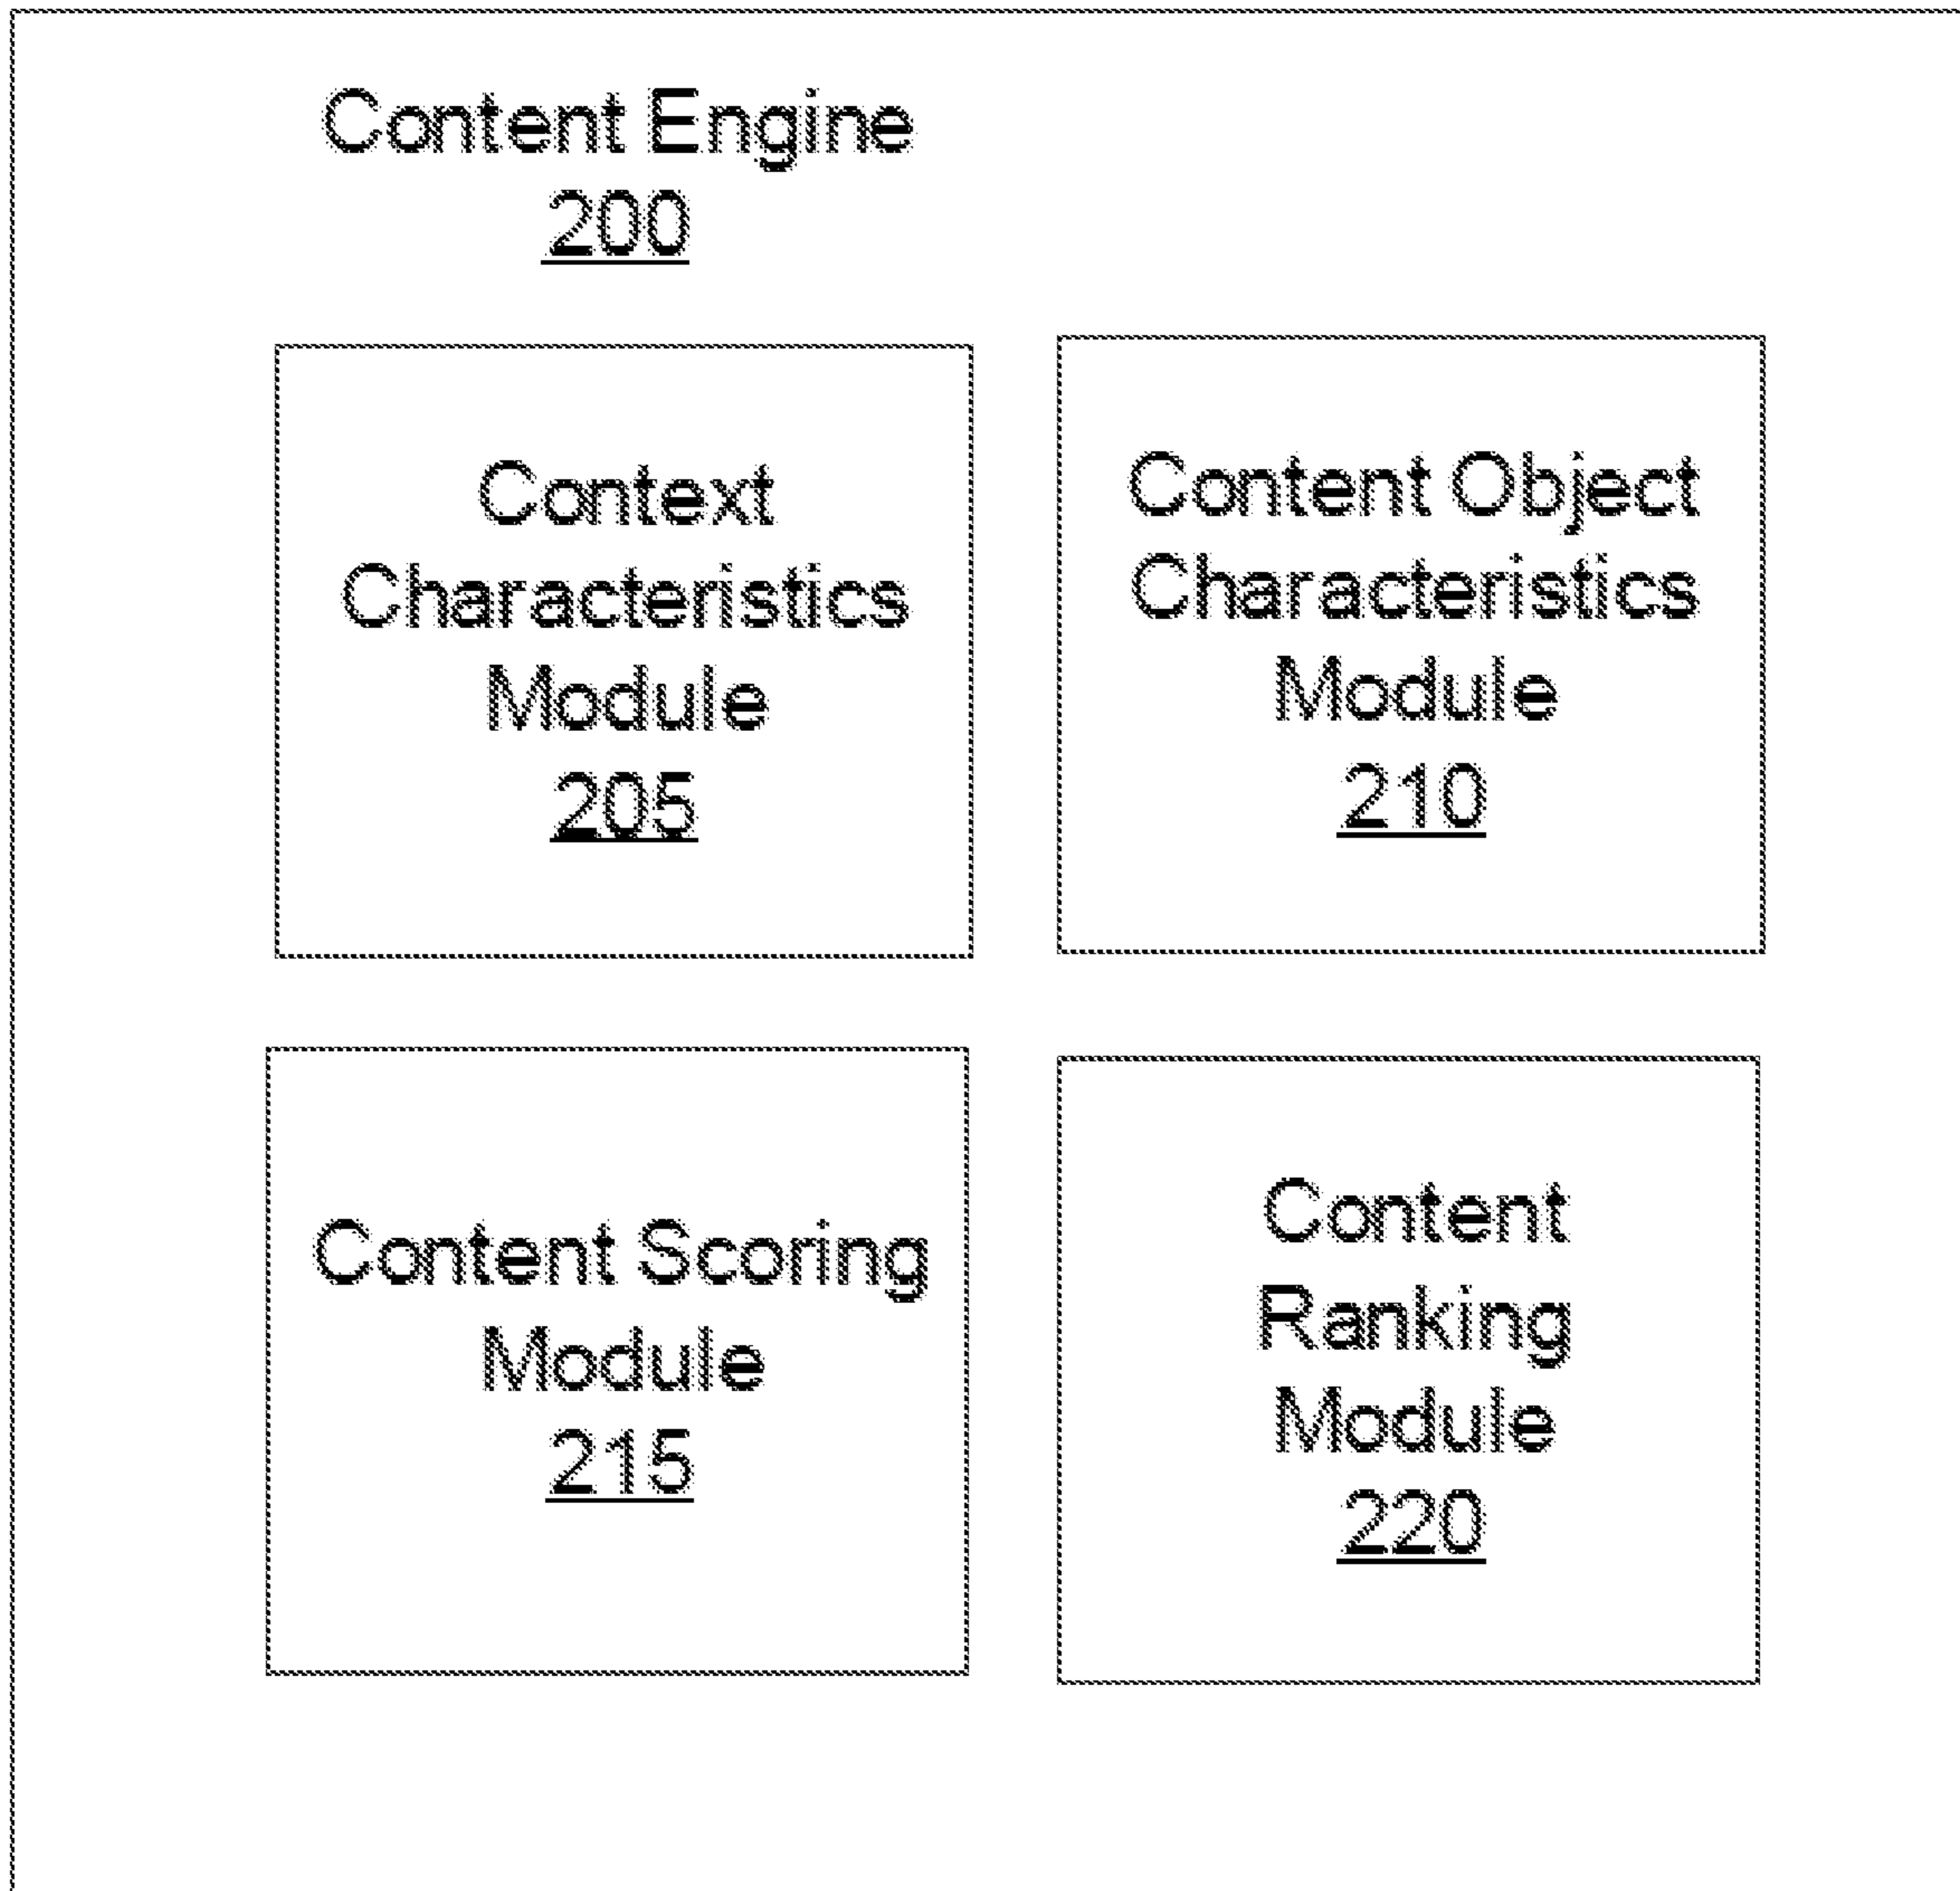 Content Engine
200
Context
Characteristics
Module
205
Content Object
Characteristics
Module
210
Content Scoring
Module
215
Content
Ranking
Module
220